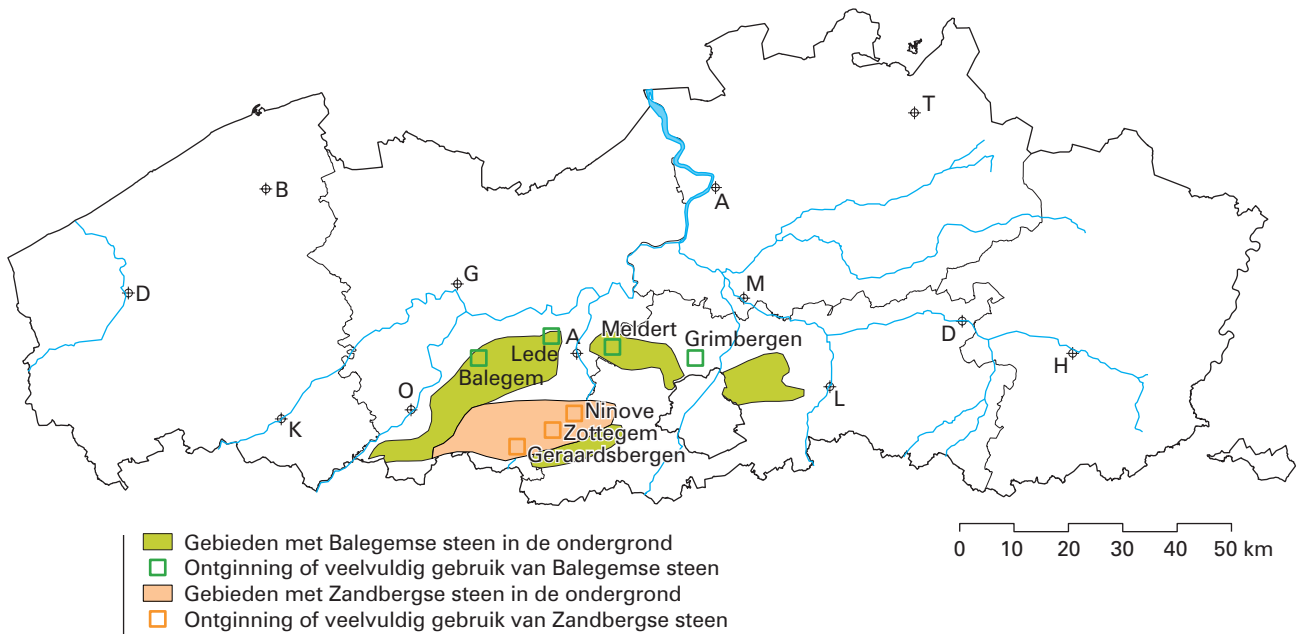 T
B
A
G
D
M
D
Meldert
Grimbergen
A
Lede
Balegem
H
L
O
K
Ninove
Zottegem
Geraardsbergen
Gebieden met Balegemse steen in de ondergrond
Ontginning of veelvuldig gebruik van Balegemse steen
Gebieden met Zandbergse steen in de ondergrond
Ontginning of veelvuldig gebruik van Zandbergse steen
0 10 20 30 40 50 km